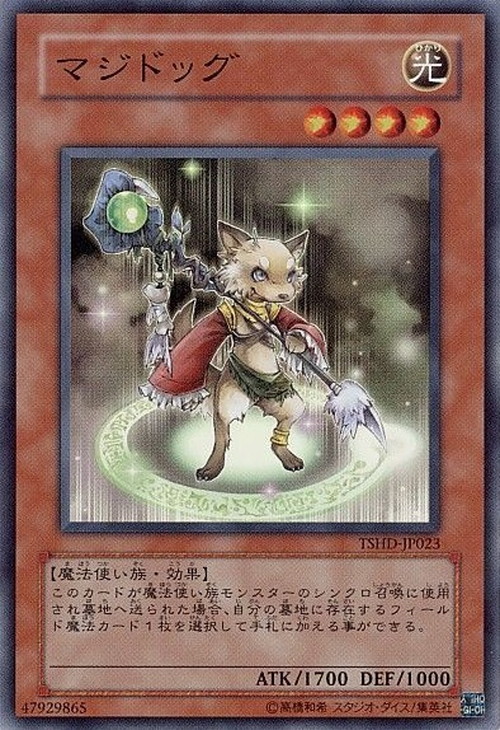 マジドッグ
光
TSHD-JP023
【魔法使い族・効果】
このカードが魔法使い族モンスターのシンクロ召喚に使用
され墓地へ送られた場合、自分の墓地に存在するフィール
ド魔法カード1枚を選択して手札に加える事ができる。
ATK/1700 DEF/1000
47929865
©高橋和希 スタジオ・ダイス/集英社